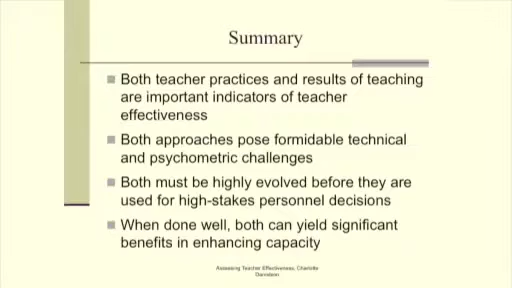 Summary
Both teacher practices and results of teaching
are important indicators of teacher
effectiveness
Both approaches pose formidable technical
and psychometric challenges
Both must be highly evolved before they are
used for high-stakes personnel decisions
When done well, both can yield significant
benefits in enhancing capacity
Assessing Teacher Effectiveness, Charlotte
Danielson